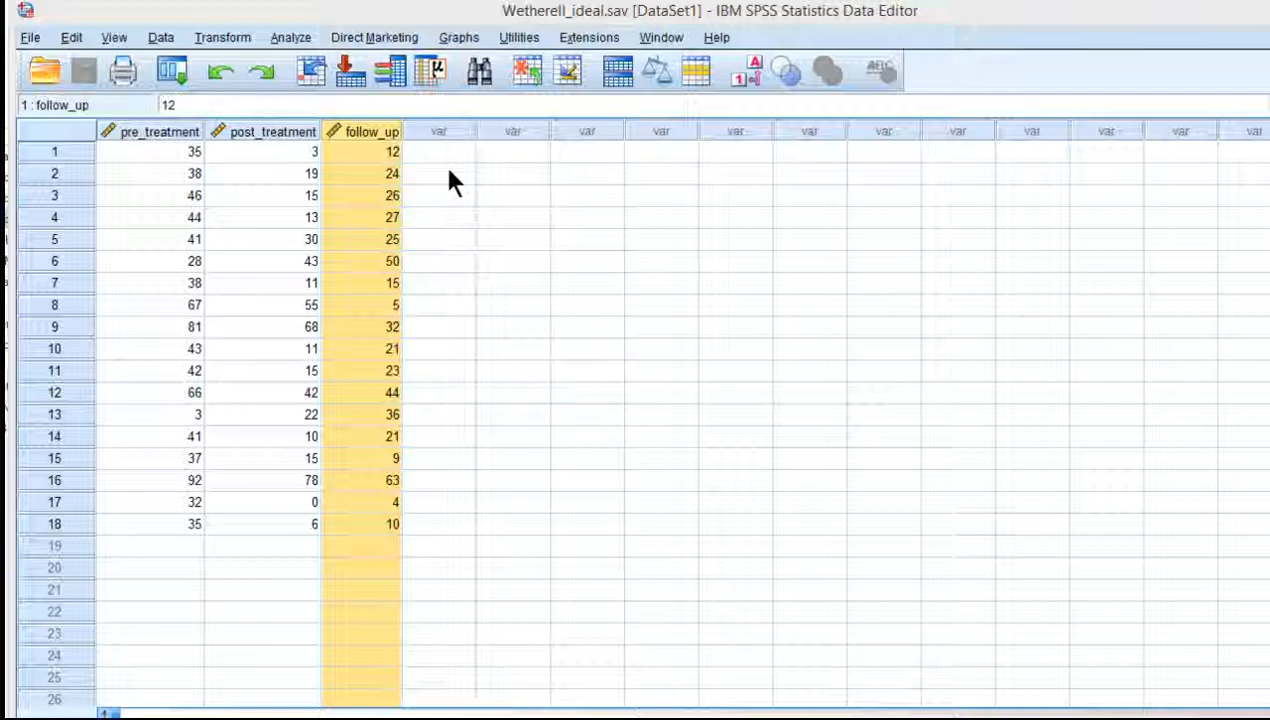 Wetherell_ideal.sav [DataSet1] - IBM SPSS Statistics Data Editor
File Edit View Data Transform Analyze Direct Marketing Graphs Utilities Extensions Window Help
1 A
ABC
1 : follow_up 12
pre_treatment post_treatment follow_up var var var var var var var var var var var var
1 35 3 12
2 38 19 24
3 46 15 26
4 44 13 27
5 41 30 25
6 28 43 50
7 38 11 15
8 67 55 5
9 81 68 32
10 43 11 21
11 42 15 23
12 66 42 44
13 3 22 36
14 41 10 21
15 37 15 9
16 92 78 63
17 32 0 4
18 35 6 10
19
20
21
22
23
24
25
26